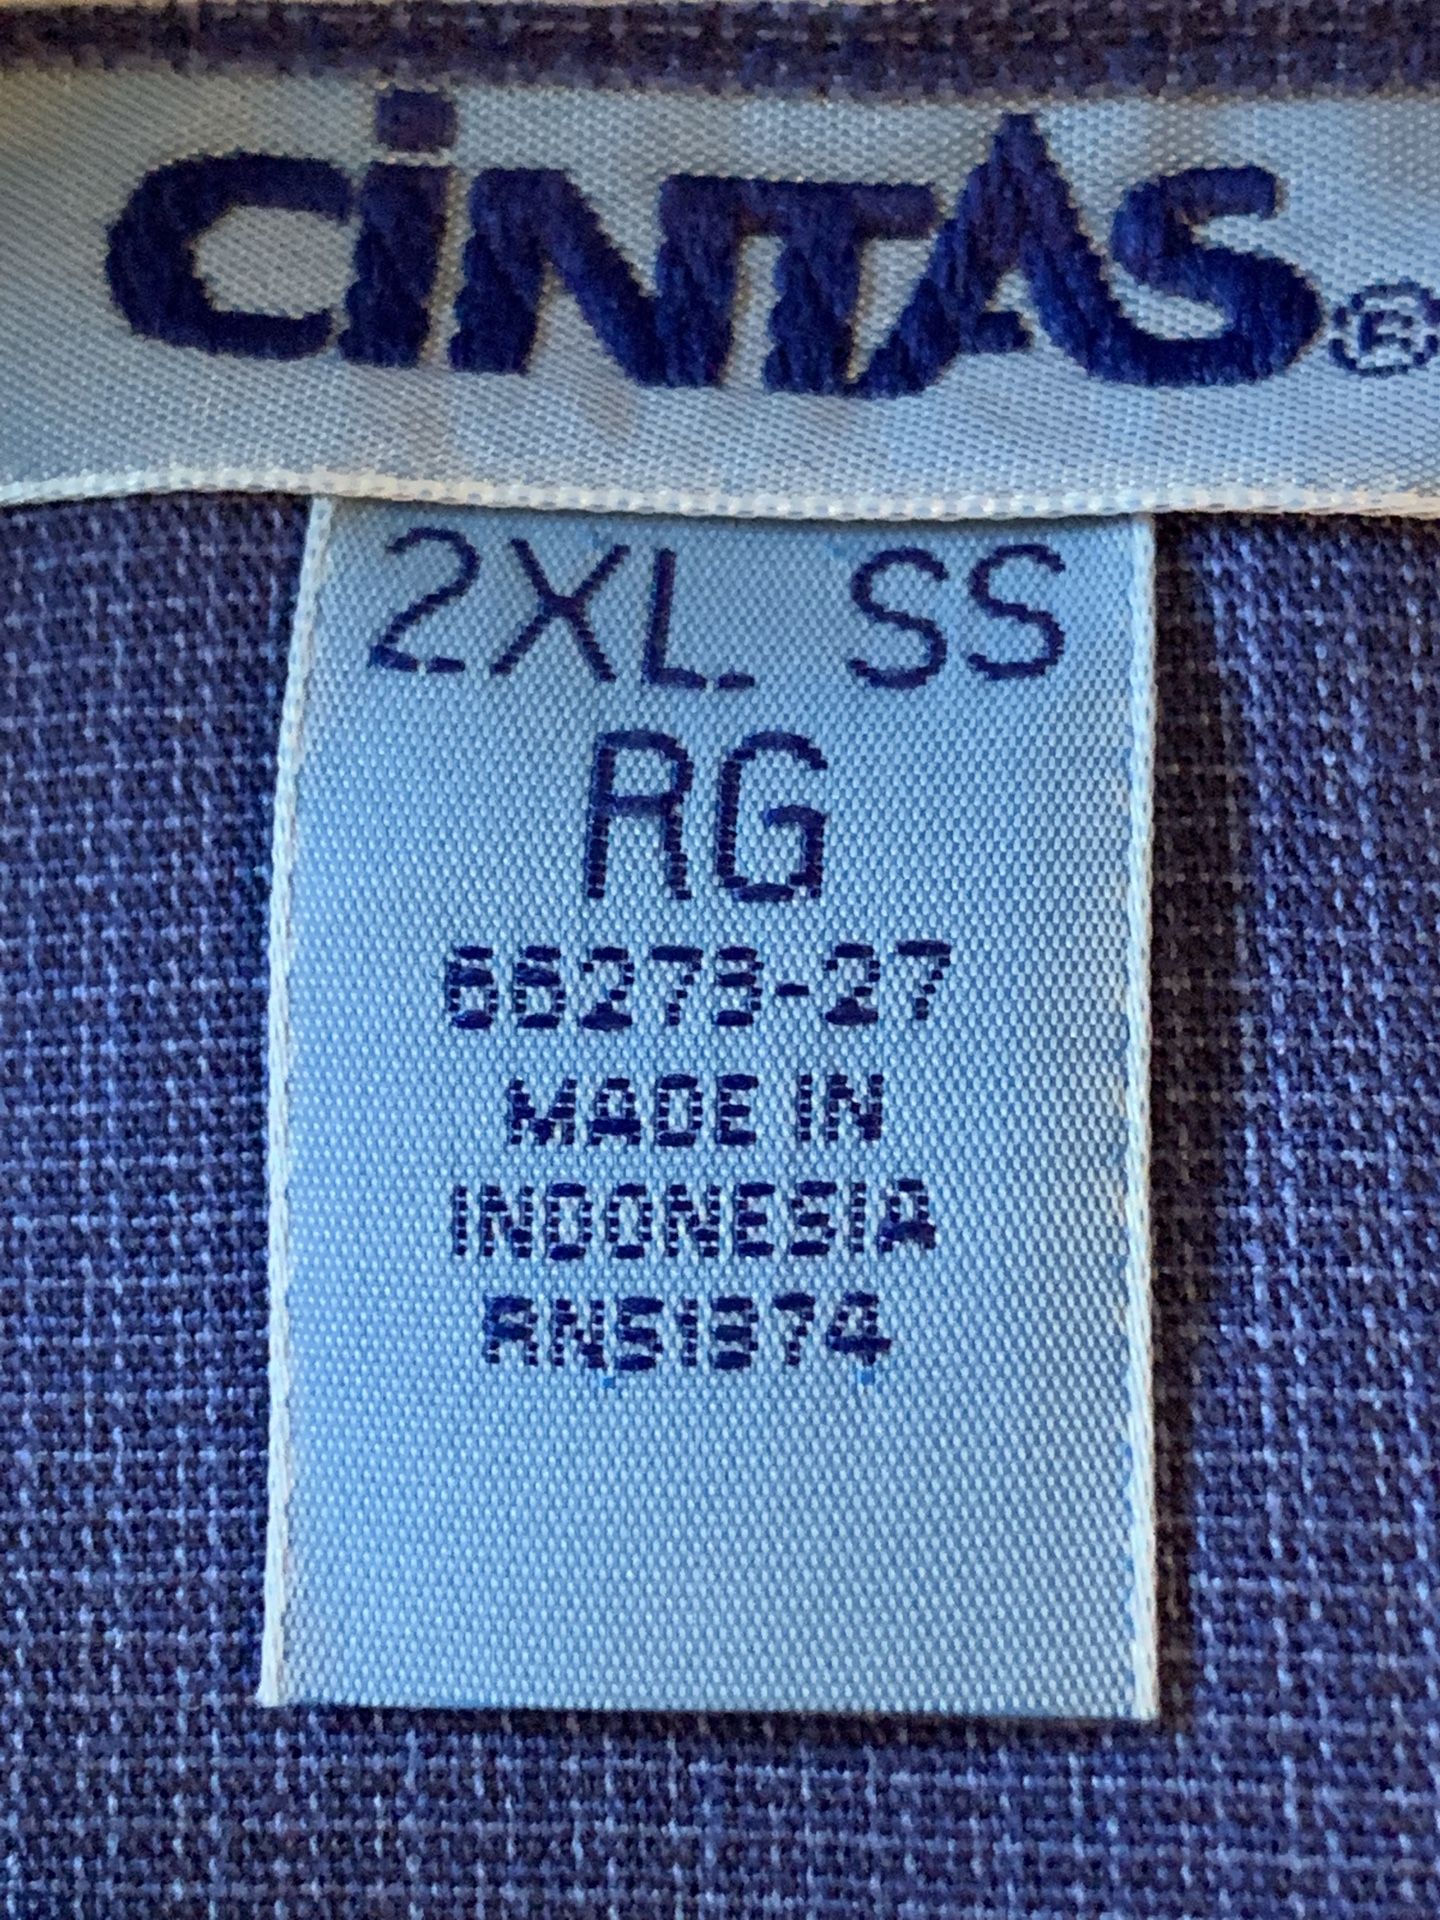 CINTAS®
2XL SS
RG
66273-27
MADE IN
INDONESIA
RN51974